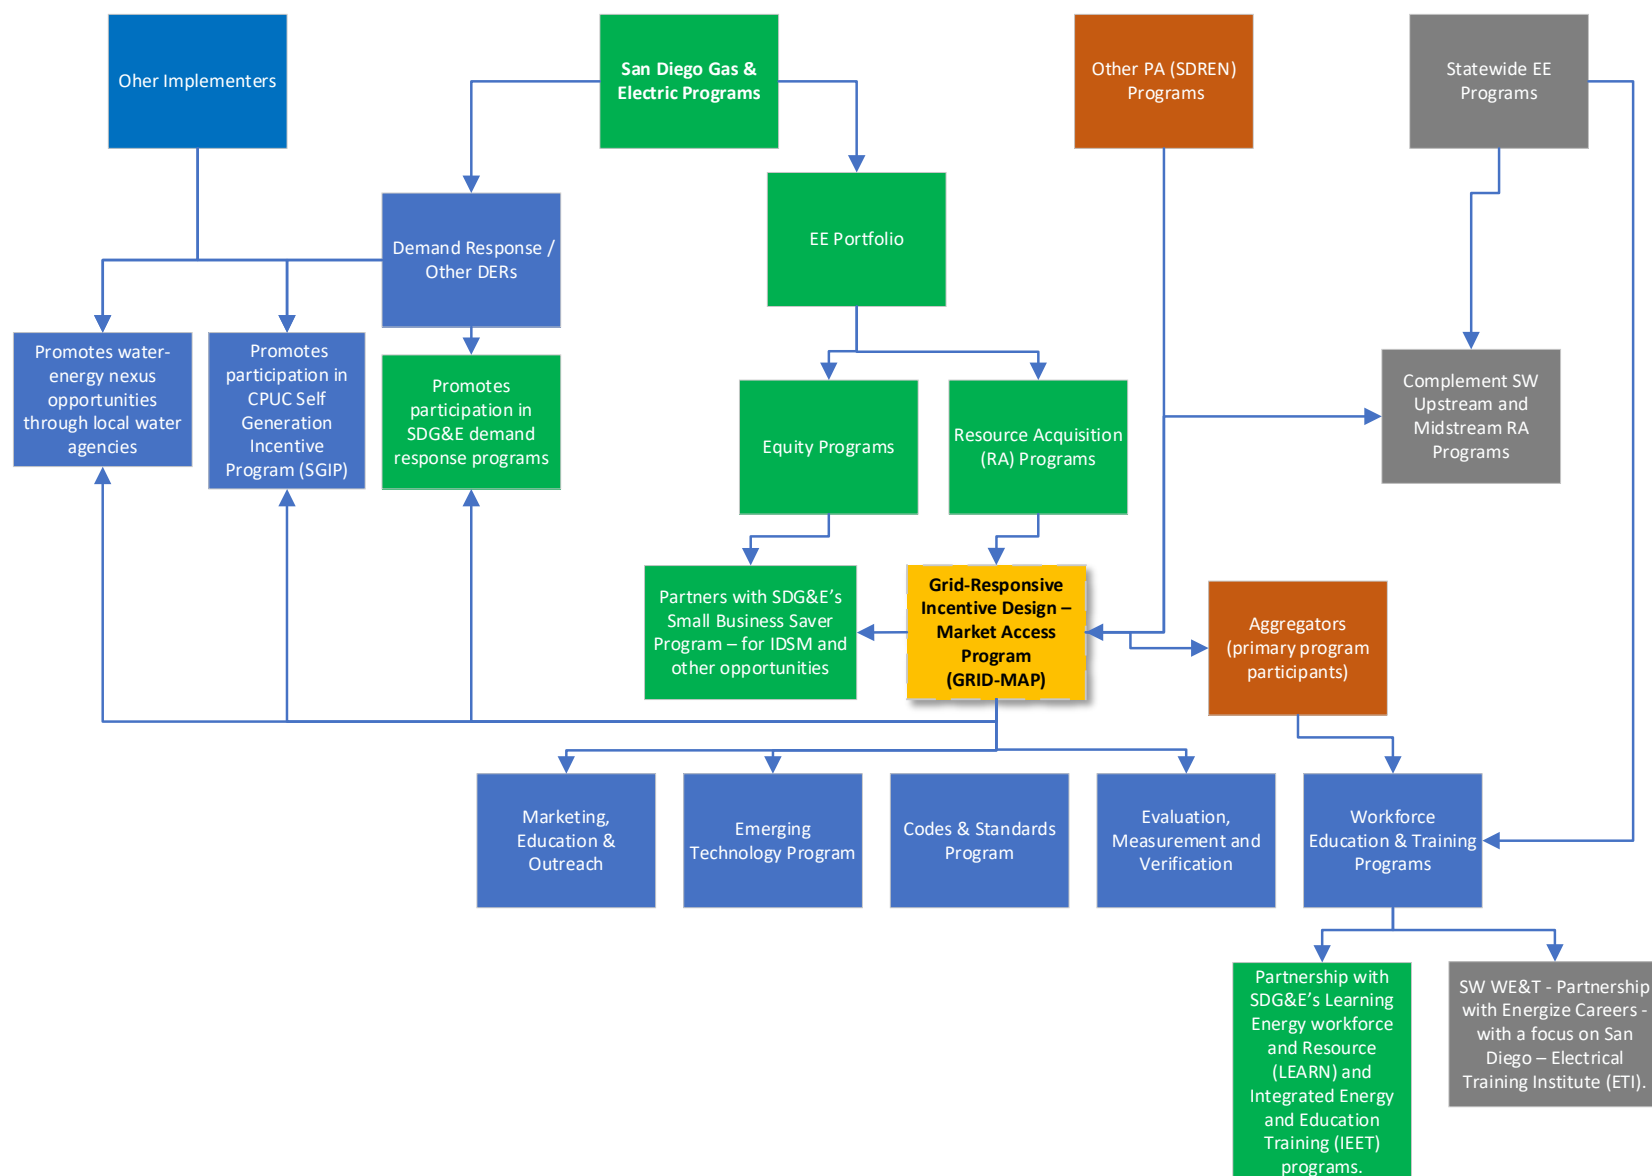 Oher Implementers
San Diego Gas &
Electric Programs
Other PA (SDREN)
Programs
Statewide EE
Programs
Demand Response /
Other DERs
EE Portfolio
Promotes water-
energy nexus
opportunities
through local water
agencies
Promotes
participation in
CPUC Self
Generation
Incentive
Program (SGIP)
Promotes
participation in
SDG&E demand
response programs
Equity Programs
Resource Acquisition
(RA) Programs
Complement SW
Upstream and
Midstream RA
Programs
Partners with SDG&E’s
Small Business Saver
Program – for IDSM and
other opportunities
Grid-Responsive
Incentive Design –
Market Access
Program
(GRID-MAP)
Aggregators
(primary program
participants)
Marketing,
Education &
Outreach
Emerging
Technology Program
Codes & Standards
Program
Evaluation,
Measurement and
Verification
Workforce
Education & Training
Programs
Partnership with
SDG&E’s Learning
Energy workforce
and Resource
(LEARN) and
Integrated Energy
and Education
Training (IEET)
programs.
SW WE&T - Partnership
with Energize Careers -
with a focus on San
Diego – Electrical
Training Institute (ETI).